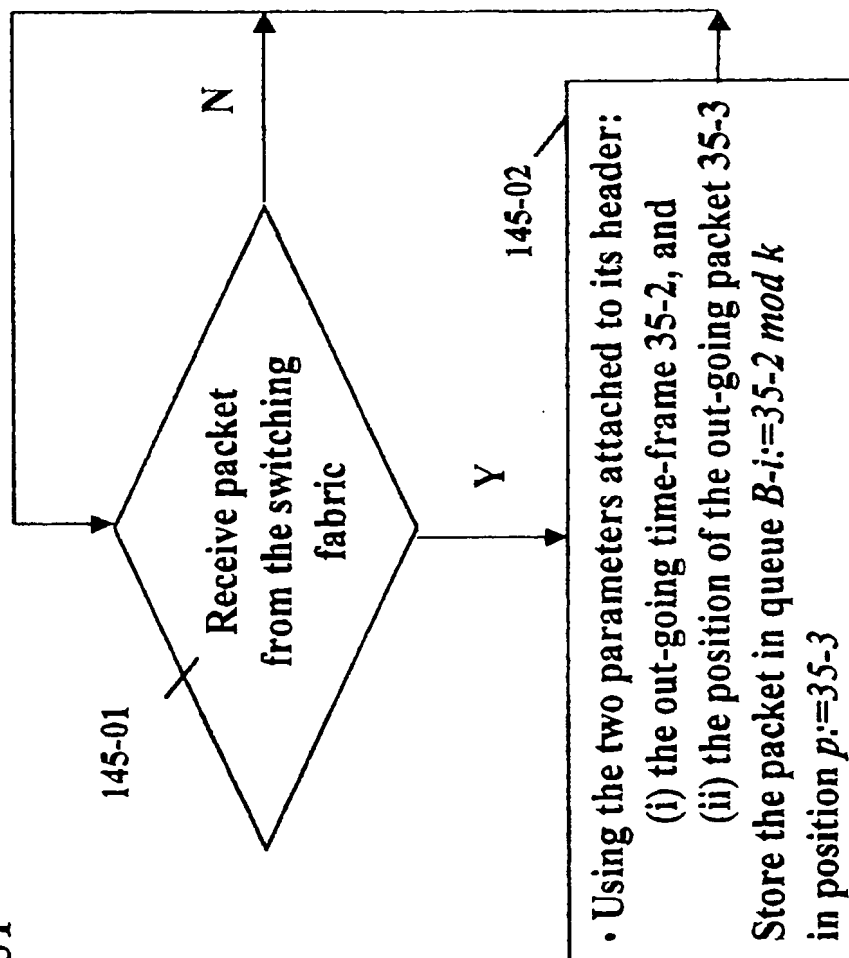 N
145-01
Receive packet
from the switching
fabric
Y
145-02
• Using the two parameters attached to its header:
(i) the out-going time-frame 35-2, and
(ii) the position of the out-going packet 35-3
Store the packet in queue B-i:=35-2 mod k
in position p:=35-3